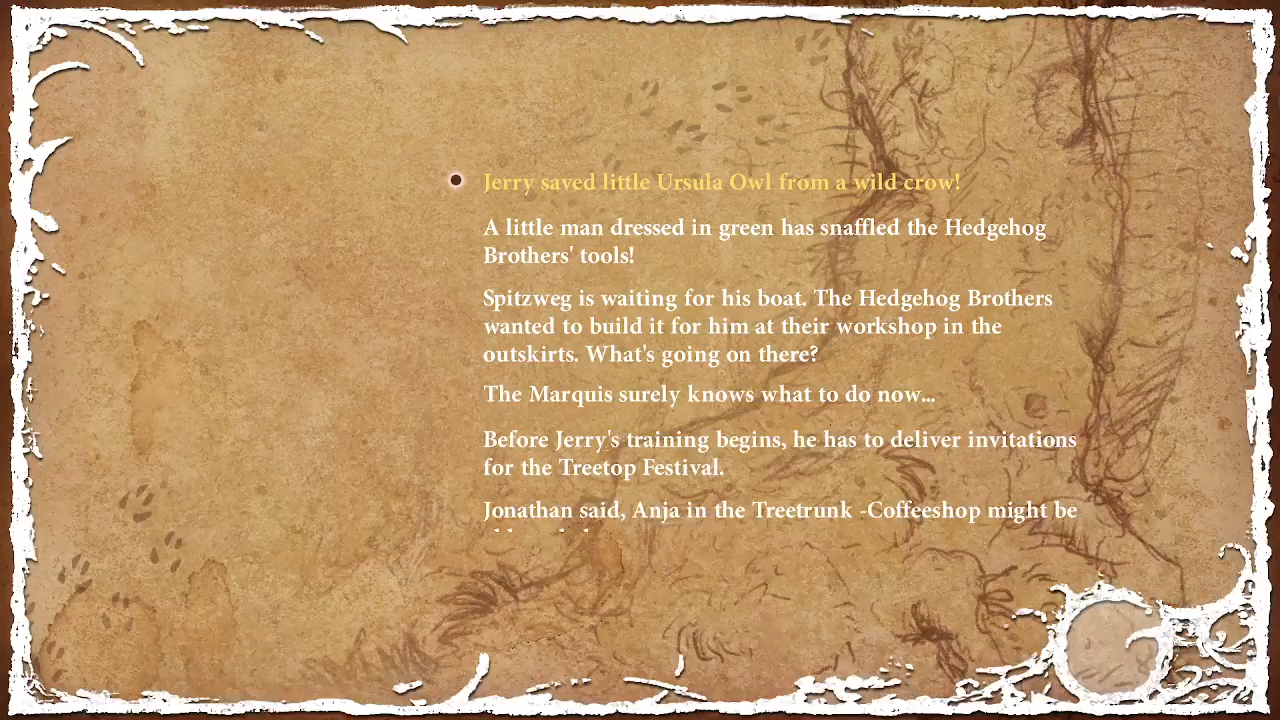 Jerry saved little Ursula Owl from a wild crow!
A little man dressed in green has snaffled the Hedgehog
Brothers' tools!
Spitzweg is waiting for his boat. The Hedgehog Brothers
wanted to build it for him at their workshop in the
outskirts. What's going on there?
The Marquis surely knows what to do now...
Before Jerry's training begins, he has to deliver invitations
for the Treetop Festival.
Jonathan said, Anja in the Treetrunk -Coffeeshop might be